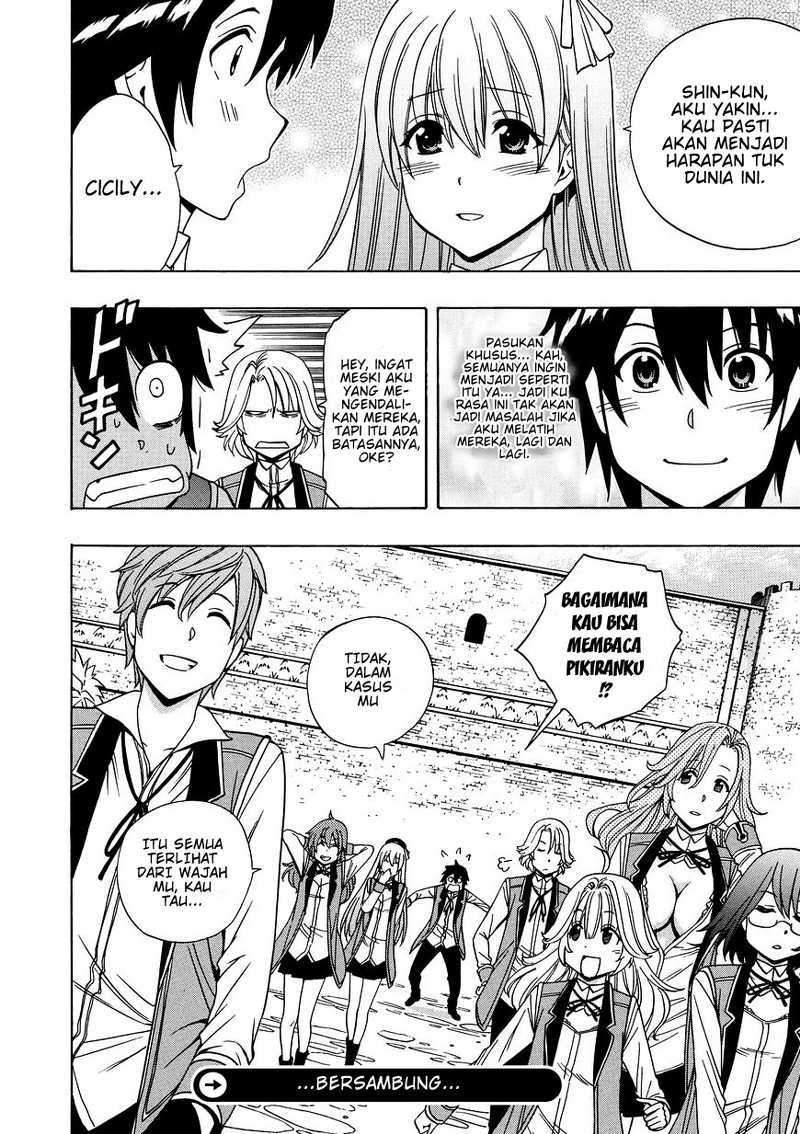 SHIN-KUN,
AKU YAKIN...
KAU PASTI
AKAN MENJADI
HARAPAN TUK
DUNIA INI.
CICILY...
PASUKAN
KHUSUS... KAH,
SEMUANYA INGIN
MENJADI SEPERTI
ITU YA... JADI KU
RASA INI TAK AKAN
JADI MASALAH JIKA
AKU MELATIH
MEREKA, LAGI DAN
LAGI.
HEY, INGAT
MESKI AKU
YANG ME-
NGENDALI-
KAN MEREKA,
TAPI ITU ADA
BATASANNYA,
OKE?
ドキ!
BAGAIMANA
KAU BISA
MEMBACA
PIKIRANKU
!?
TIDAK,
DALAM
KASUS
MU
ITU SEMUA
TERLIHAT
DARI WAJAH
MU, KAU
TAU...
...BERSAMBUNG...